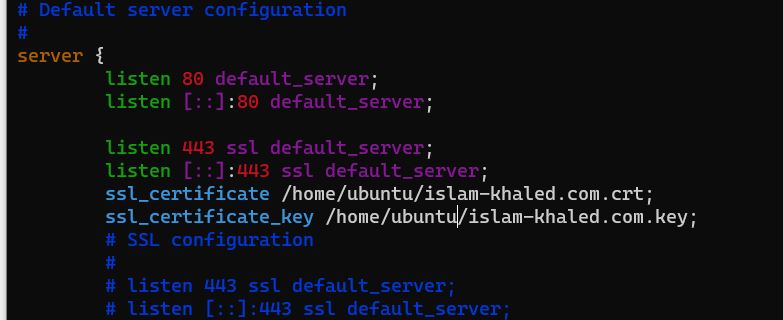 # Default server configuration
#
server {
listen 80 default_server;
listen [::]:80 default_server;
listen 443 ssl default_server;
listen [::]:443 ssl default_server;
ssl_certificate /home/ubuntu/islam-khaled.com.crt;
ssl_certificate_key /home/ubuntu/islam-khaled.com.key;
# SSL configuration
#
# listen 443 ssl default_server;
# listen [::]:443 ssl default_server;